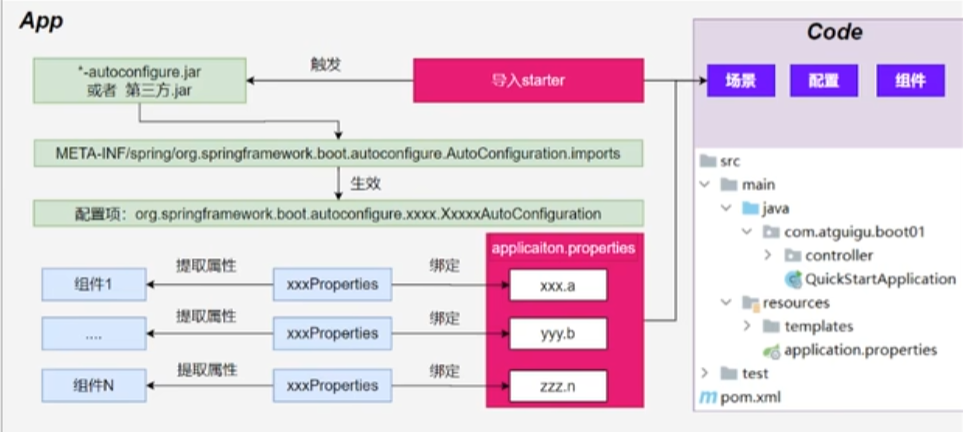 App
Code
*-autoconfigure.jar
或者 第三方.jar
触发
导入starter
场景
配置
组件
META-INF/spring/org.springframework.boot.autoconfigure.AutoConfiguration.imports
生效
配置项：org.springframework.boot.autoconfigure.xxxx.XxxxxAutoConfiguration
applicaiton.properties
组件1
提取属性
xxxProperties
绑定
xxx.a
....
提取属性
xxxProperties
绑定
yyy.b
组件N
提取属性
xxxProperties
绑定
zzz.n
src
main
java
com.atguigu.boot01
controller
QuickStartApplication
resources
templates
application.properties
test
pom.xml